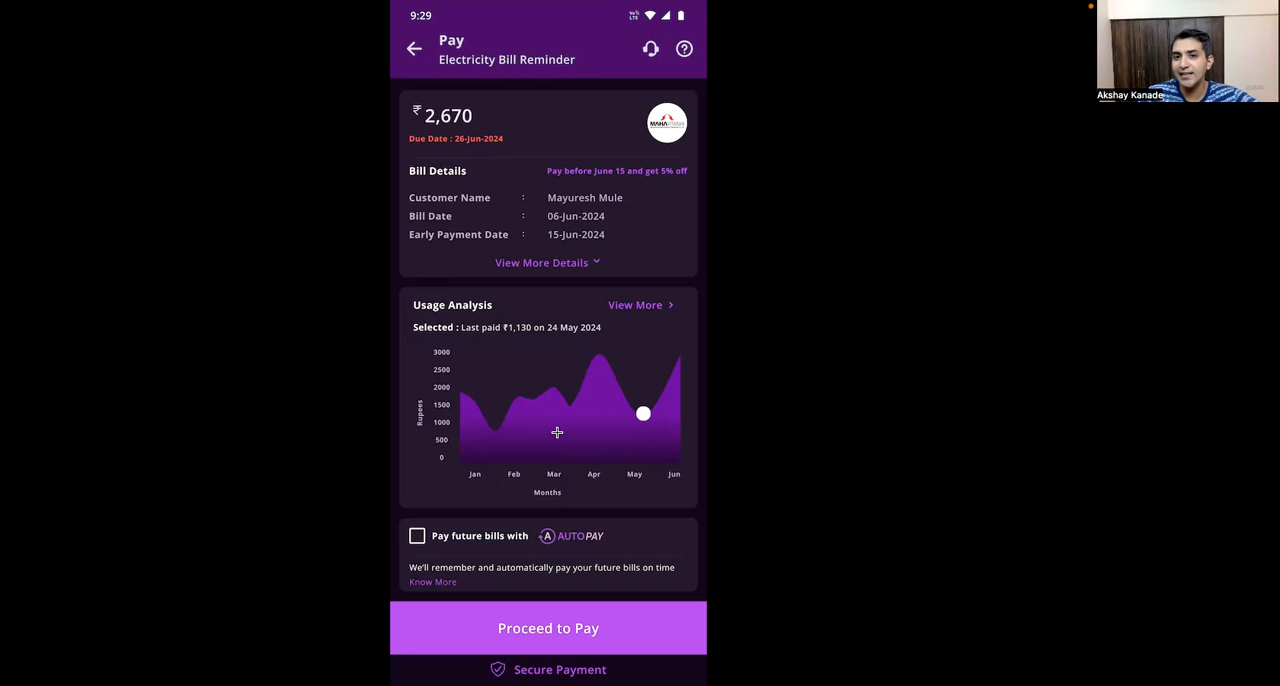 9:29
Vo))
LTE
Pay
Electricity Bill Reminder
₹ 2,670
Due Date : 26-Jun-2024
Bill Details
Pay before June 15 and get 5% off
Customer Name : Mayuresh Mule
Bill Date : 06-Jun-2024
Early Payment Date : 15-Jun-2024
View More Details
Usage Analysis
View More >
Selected : Last paid ₹1,130 on 24 May 2024
3000
2500
2000
1500
1000
500
0
Rupees
Jan Feb Mar Apr May Jun
Months
Pay future bills with A AUTOPAY
We'll remember and automatically pay your future bills on time
Know More
Proceed to Pay
Secure Payment
Akshay Kanade